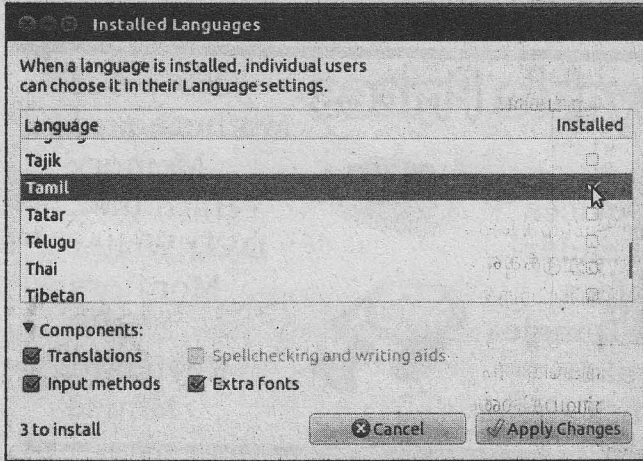 Installed Languages
When a language is installed, individual users
can choose it in their Language settings.
Language Installed
Tajik
Tamil
Tatar
Telugu
Thai
Tibetan
Components:
Translations Spellchecking and writing aids
Input methods Extra fonts
3 to install Cancel Apply Changes